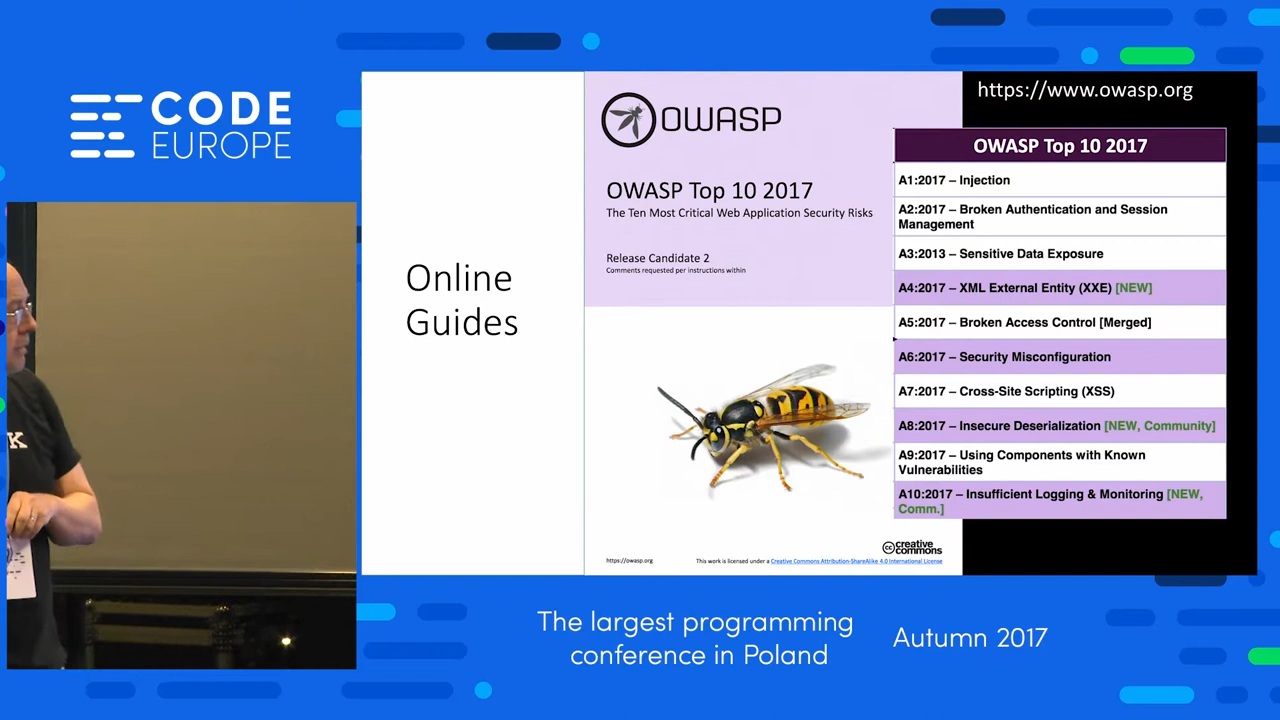 CODE
EUROPE
K
Online
Guides
OWASP
OWASP Top 10 2017
The Ten Most Critical Web Application Security Risks
Release Candidate 2
Comments requested per instructions within
https://owasp.org
creative
commons
This work is licensed under a Creative Commons Attribution-ShareAlike 4.0 International License
https://www.owasp.org
OWASP Top 10 2017
A1:2017 – Injection
A2:2017 – Broken Authentication and Session
Management
A3:2013 – Sensitive Data Exposure
A4:2017 – XML External Entity (XXE) [NEW]
A5:2017 – Broken Access Control [Merged]
A6:2017 – Security Misconfiguration
A7:2017 – Cross-Site Scripting (XSS)
A8:2017 – Insecure Deserialization [NEW, Community]
A9:2017 – Using Components with Known
Vulnerabilities
A10:2017 – Insufficient Logging & Monitoring [NEW,
Comm.]
The largest programming
conference in Poland
Autumn 2017